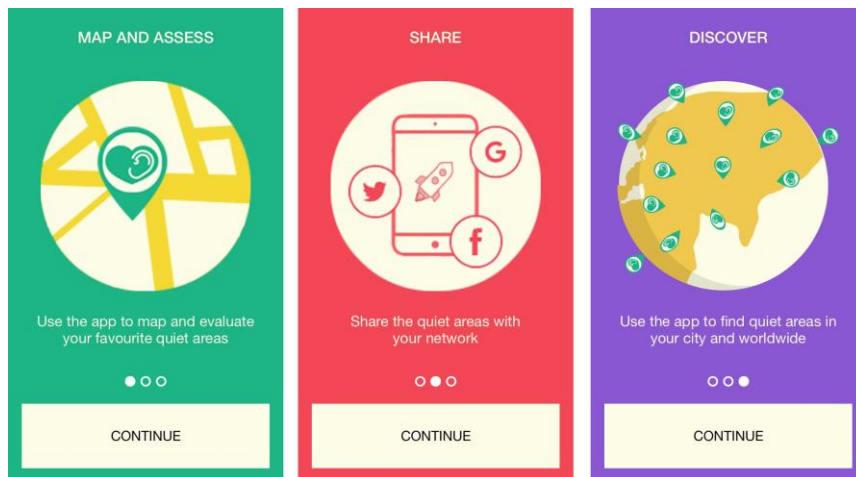 MAP AND ASSESS
Use the app to map and evaluate
your favourite quiet areas
CONTINUE
SHARE
G
f
Share the quiet areas with
your network
CONTINUE
DISCOVER
Use the app to find quiet areas in
your city and worldwide
CONTINUE